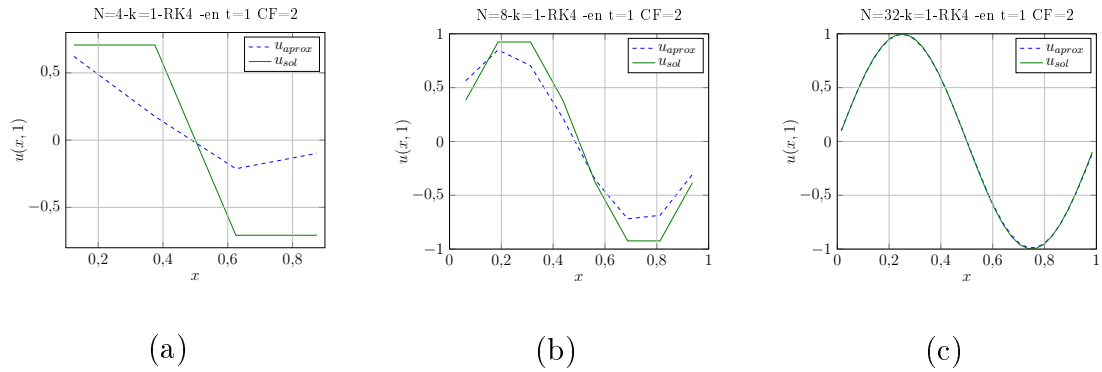 N=4-k=1-RK4 -en t=1 CF=2
u_aprox
u_sol
0,5
0
−0,5
u(x, 1)
0,2 0,4 0,6 0,8
x
(a)
N=8-k=1-RK4 -en t=1 CF=2
u_aprox
u_sol
1
0,5
0
−0,5
−1
u(x, 1)
0 0,2 0,4 0,6 0,8 1
x
(b)
N=32-k=1-RK4 -en t=1 CF=2
u_aprox
u_sol
1
0,5
0
−0,5
−1
u(x, 1)
0 0,2 0,4 0,6 0,8 1
x
(c)